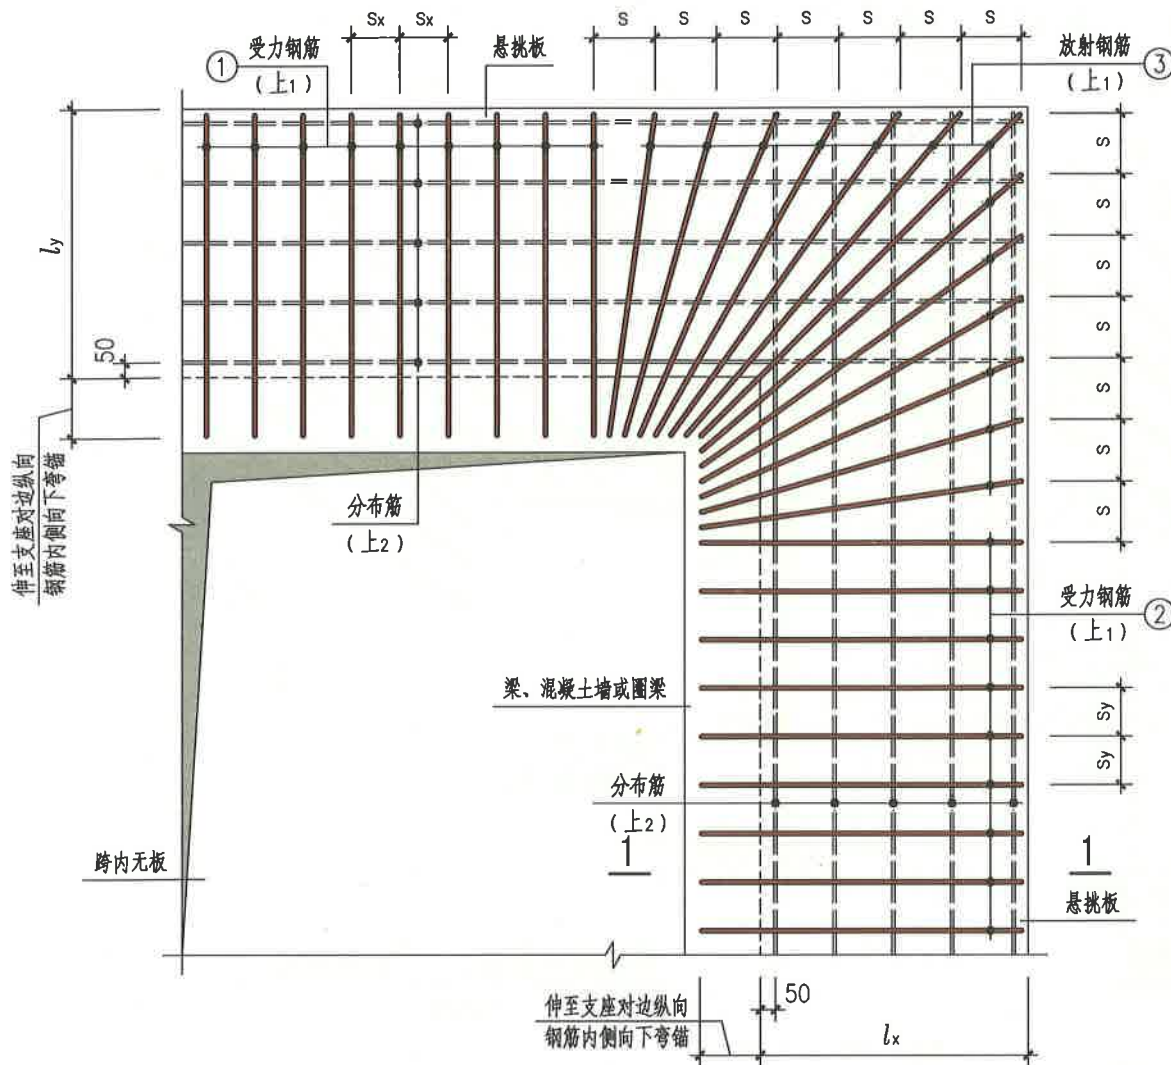 Sx Sx
S S S S S S S
① 受力钢筋
(上1)
悬挑板
放射钢筋 ③
(上1)
S
S
S
S
S
S
S
ly
50
伸至支座对边纵向
钢筋内侧向下弯锚
分布筋
(上2)
受力钢筋
(上1)
②
梁、混凝土墙或圈梁
Sy
Sy
分布筋
(上2)
1 1
跨内无板
悬挑板
伸至支座对边纵向
钢筋内侧向下弯锚
50
lx